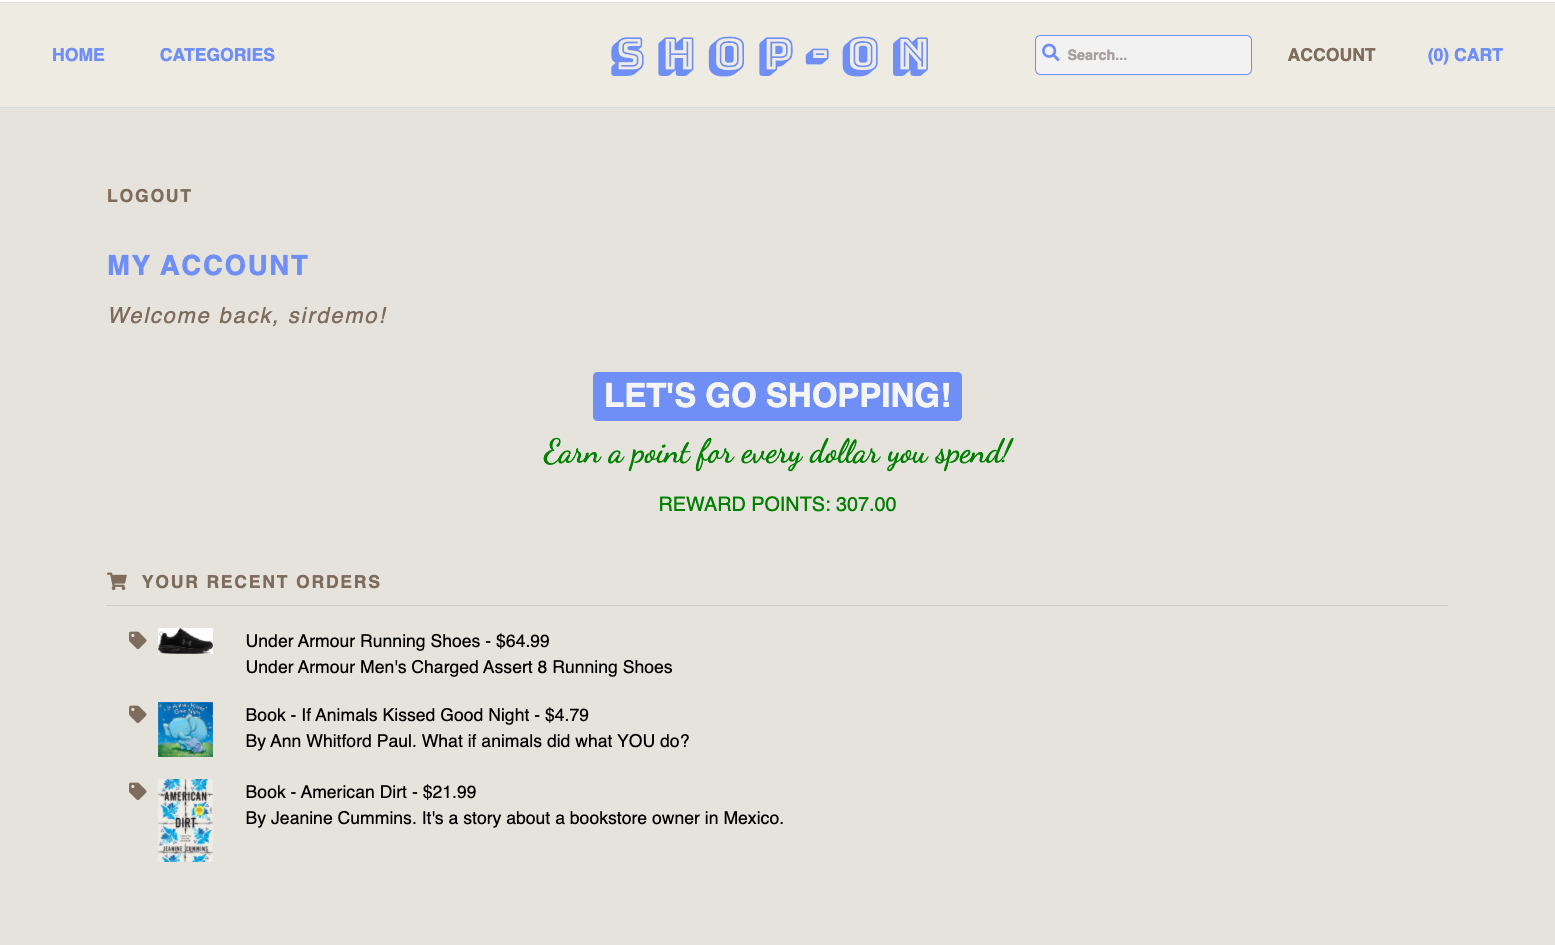 HOME
CATEGORIES
SHOP-ON
Search...
ACCOUNT
(0) CART
LOGOUT
MY ACCOUNT
Welcome back, sirdemo!
LET'S GO SHOPPING!
Earn a point for every dollar you spend!
REWARD POINTS: 307.00
YOUR RECENT ORDERS
Under Armour Running Shoes - $64.99
Under Armour Men's Charged Assert 8 Running Shoes
Book - If Animals Kissed Good Night - $4.79
By Ann Whitford Paul. What if animals did what YOU do?
AMERICAN
DIRT
JEANINE CUMMINS
Book - American Dirt - $21.99
By Jeanine Cummins. It's a story about a bookstore owner in Mexico.